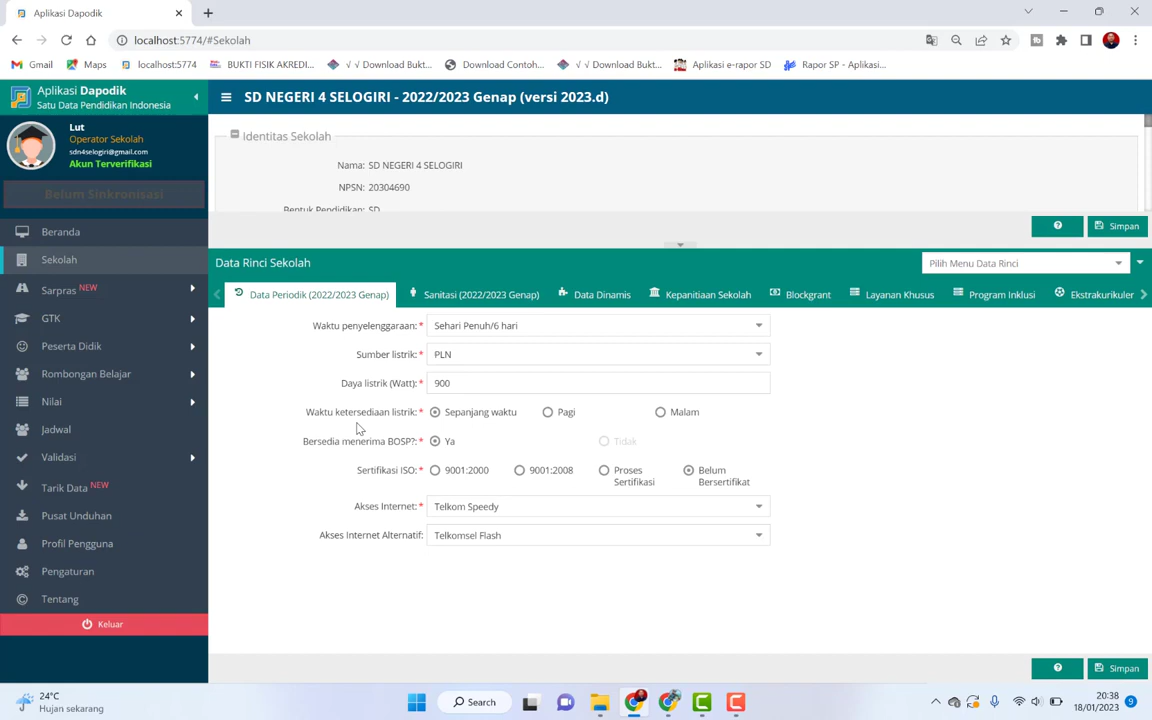 Aplikasi Dapodik
localhost:5774/#Sekolah
Gmail
Maps
localhost:5774
BUKTI FISIK AKREDI...
√ √ Download Bukt...
Download Contoh...
√ √ Download Bukt...
Aplikasi e-rapor SD
Rapor SP - Aplikasi...
Aplikasi Dapodik
Satu Data Pendidikan Indonesia
SD NEGERI 4 SELOGIRI - 2022/2023 Genap (versi 2023.d)
Lut
Operator Sekolah
sdn4selogiri@gmail.com
Akun Terverifikasi
Belum Sinkronisasi
Beranda
Sekolah
Sarpras NEW
GTK
Peserta Didik
Rombongan Belajar
Nilai
Jadwal
Validasi
Tarik Data NEW
Pusat Unduhan
Profil Pengguna
Pengaturan
Tentang
Keluar
Identitas Sekolah
Nama: SD NEGERI 4 SELOGIRI
NPSN: 20304690
Bentuk Pendidikan: SD
Simpan
Data Rinci Sekolah
Pilih Menu Data Rinci
Data Periodik (2022/2023 Genap)
Sanitasi (2022/2023 Genap)
Data Dinamis
Kepanitiaan Sekolah
Blockgrant
Layanan Khusus
Program Inklusi
Ekstrakurikuler
Waktu penyelenggaraan:* Sehari Penuh/6 hari
Sumber listrik:* PLN
Daya listrik (Watt):* 900
Waktu ketersediaan listrik:* Sepanjang waktu Pagi Malam
Bersedia menerima BOSP?:* Ya Tidak
Sertifikasi ISO:* 9001:2000 9001:2008 Proses Sertifikasi Belum Bersertifikat
Akses Internet:* Telkom Speedy
Akses Internet Alternatif: Telkomsel Flash
Simpan
24°C
Hujan sekarang
Search
20:38
18/01/2023
9